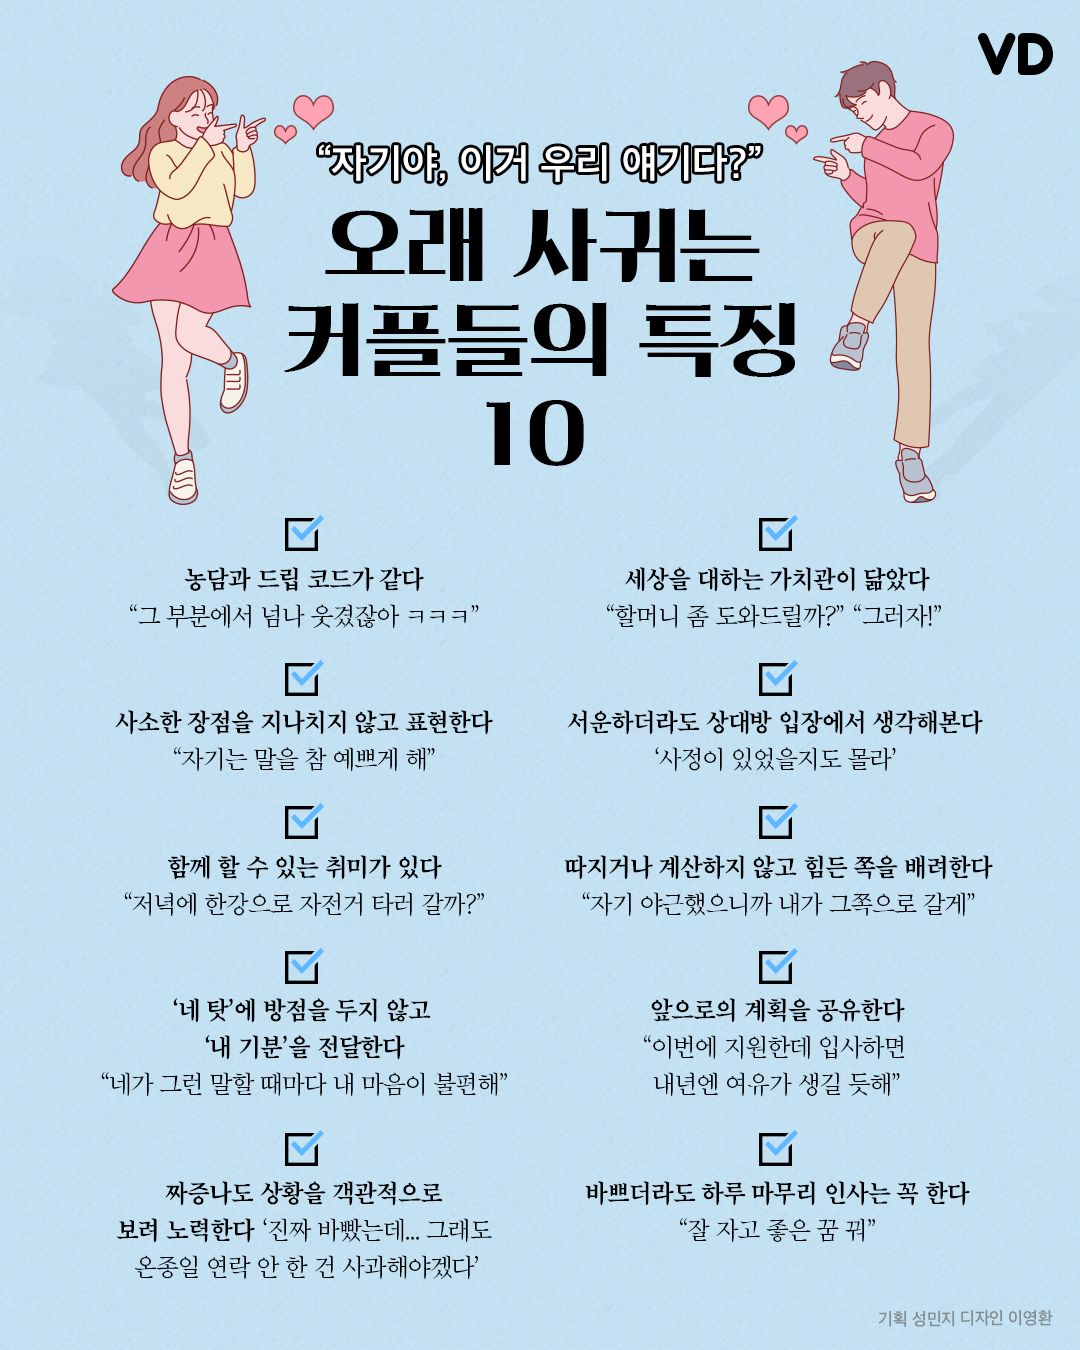 VD
“자기야, 이거 우리 얘기다?”
오래 사귀는
커플들의 특징
10
농담과 드립 코드가 같다
“그 부분에서 넘나 웃겼잖아 ㅋㅋㅋ”
세상을 대하는 가치관이 닮았다
“할머니 좀 도와드릴까?” “그러자!”
사소한 장점을 지나치지 않고 표현한다
“자기는 말을 참 예쁘게 해”
서운하더라도 상대방 입장에서 생각해본다
‘사정이 있었을지도 몰라’
함께 할 수 있는 취미가 있다
“저녁에 한강으로 자전거 타러 갈까?”
따지거나 계산하지 않고 힘든 쪽을 배려한다
“자기 야근했으니까 내가 그쪽으로 갈게”
‘네 탓’에 방점을 두지 않고
‘내 기분’을 전달한다
“네가 그런 말할 때마다 내 마음이 불편해”
앞으로의 계획을 공유한다
“이번에 지원한데 입사하면
내년엔 여유가 생길 듯해”
짜증나도 상황을 객관적으로
보려 노력한다 ‘진짜 바빴는데... 그래도
온종일 연락 안 한 건 사과해야겠다’
바쁘더라도 하루 마무리 인사는 꼭 한다
“잘 자고 좋은 꿈 꿔”
기획 성민지 디자인 이영환